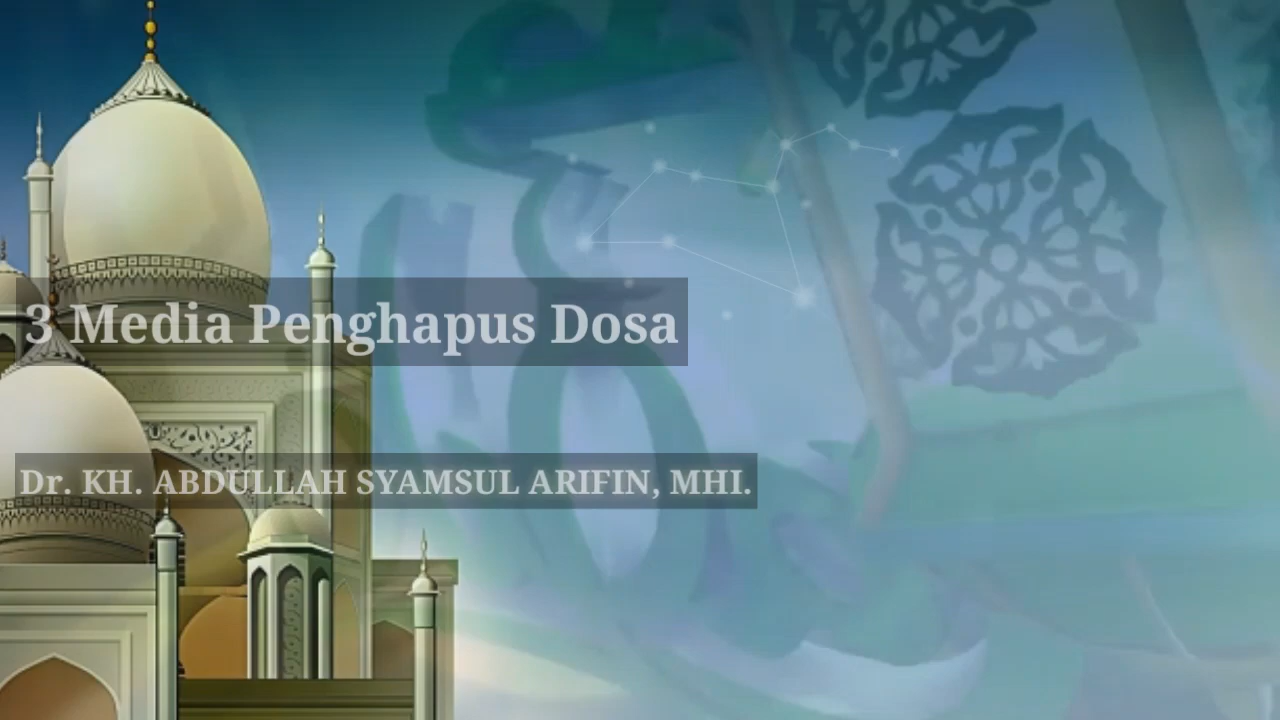 3 Media Penghapus Dosa
Dr. KH. ABDULLAH SYAMSUL ARIFIN, MHI.